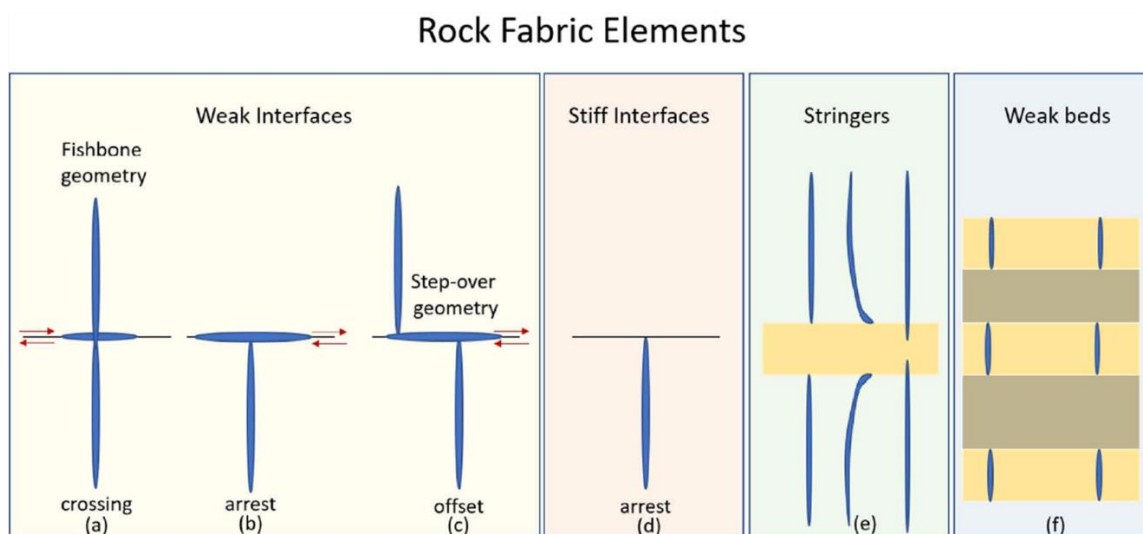 Rock Fabric Elements
Weak Interfaces
Fishbone
geometry
Step-over
geometry
crossing
(a)
arrest
(b)
offset
(c)
Stiff Interfaces
arrest
(d)
Stringers
(e)
Weak beds
(f)